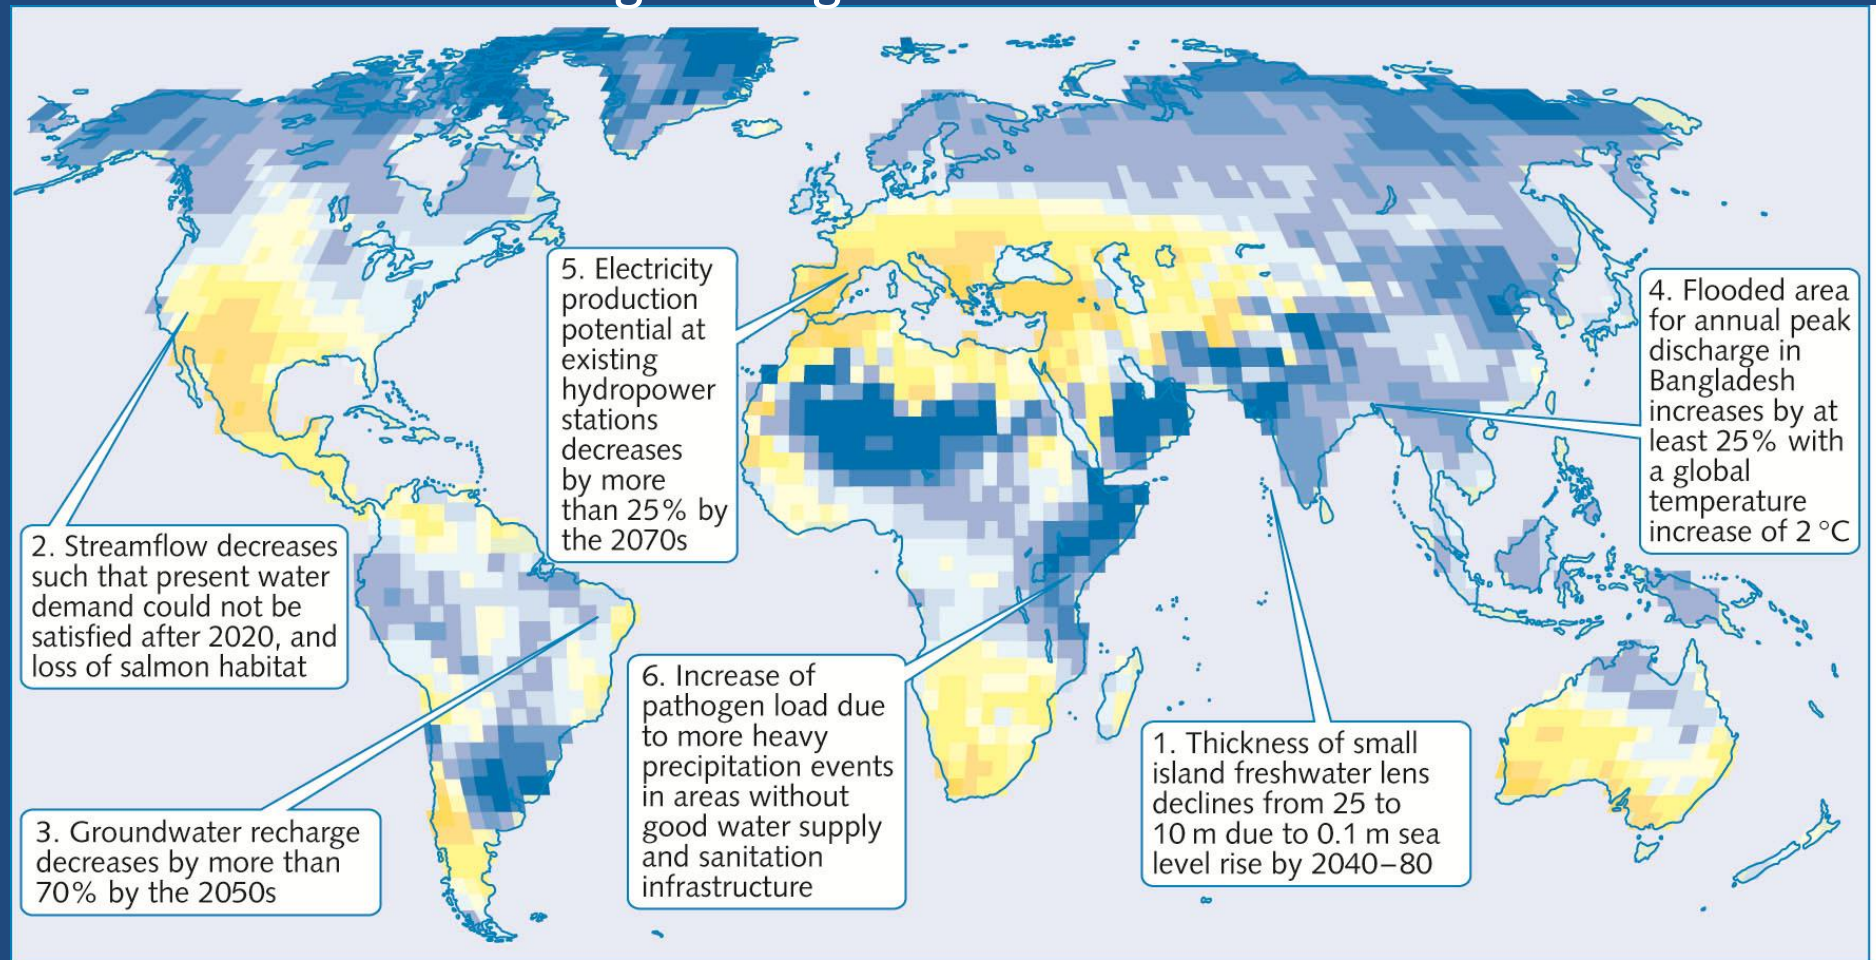 5. Electricity
production
potential at
existing
hydropower
stations
decreases
by more
than 25% by
the 2070s
4. Flooded area
for annual peak
discharge in
Bangladesh
increases by at
least 25% with
a global
temperature
increase of 2 °C
2. Streamflow decreases
such that present water
demand could not be
satisfied after 2020, and
loss of salmon habitat
6. Increase of
pathogen load due
to more heavy
precipitation events
in areas without
good water supply
and sanitation
infrastructure
1. Thickness of small
island freshwater lens
declines from 25 to
10 m due to 0.1 m sea
level rise by 2040–80
3. Groundwater recharge
decreases by more than
70% by the 2050s